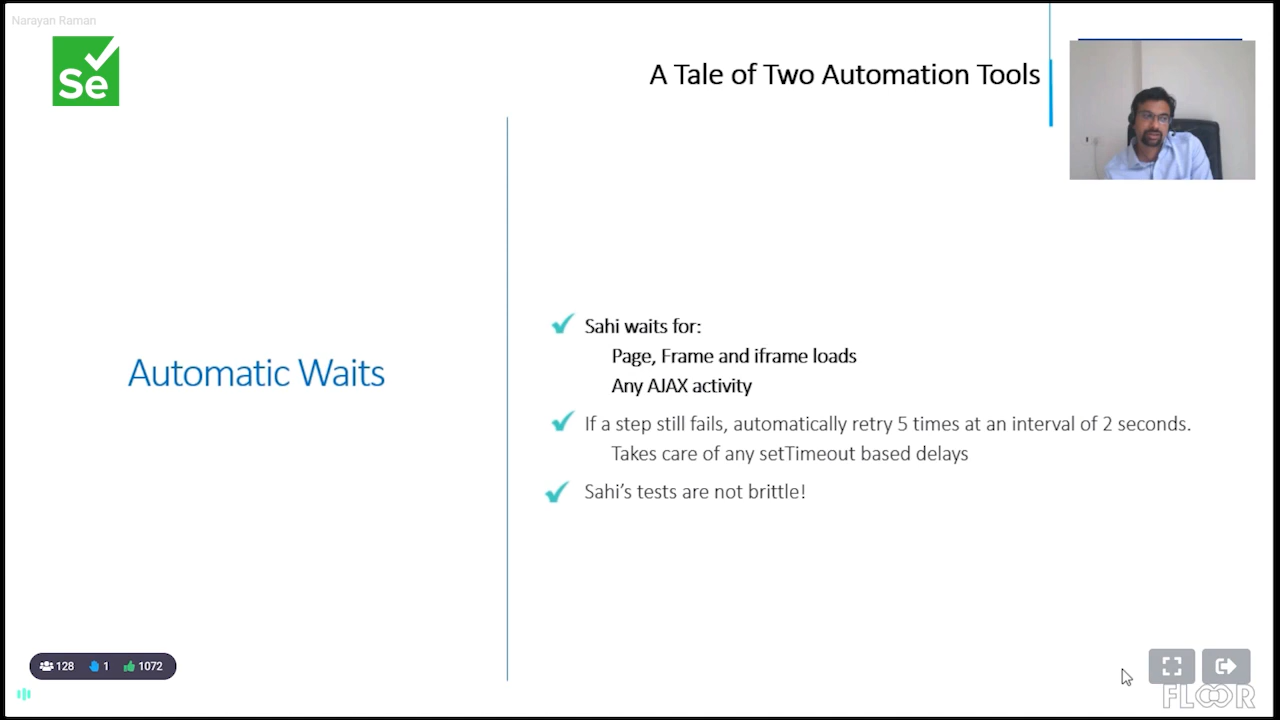 Narayan Raman
Se
A Tale of Two Automation Tools
Automatic Waits
Sahi waits for:
Page, Frame and iframe loads
Any AJAX activity
If a step still fails, automatically retry 5 times at an interval of 2 seconds.
Takes care of any setTimeout based delays
Sahi’s tests are not brittle!
128 1 1072
FLOOR